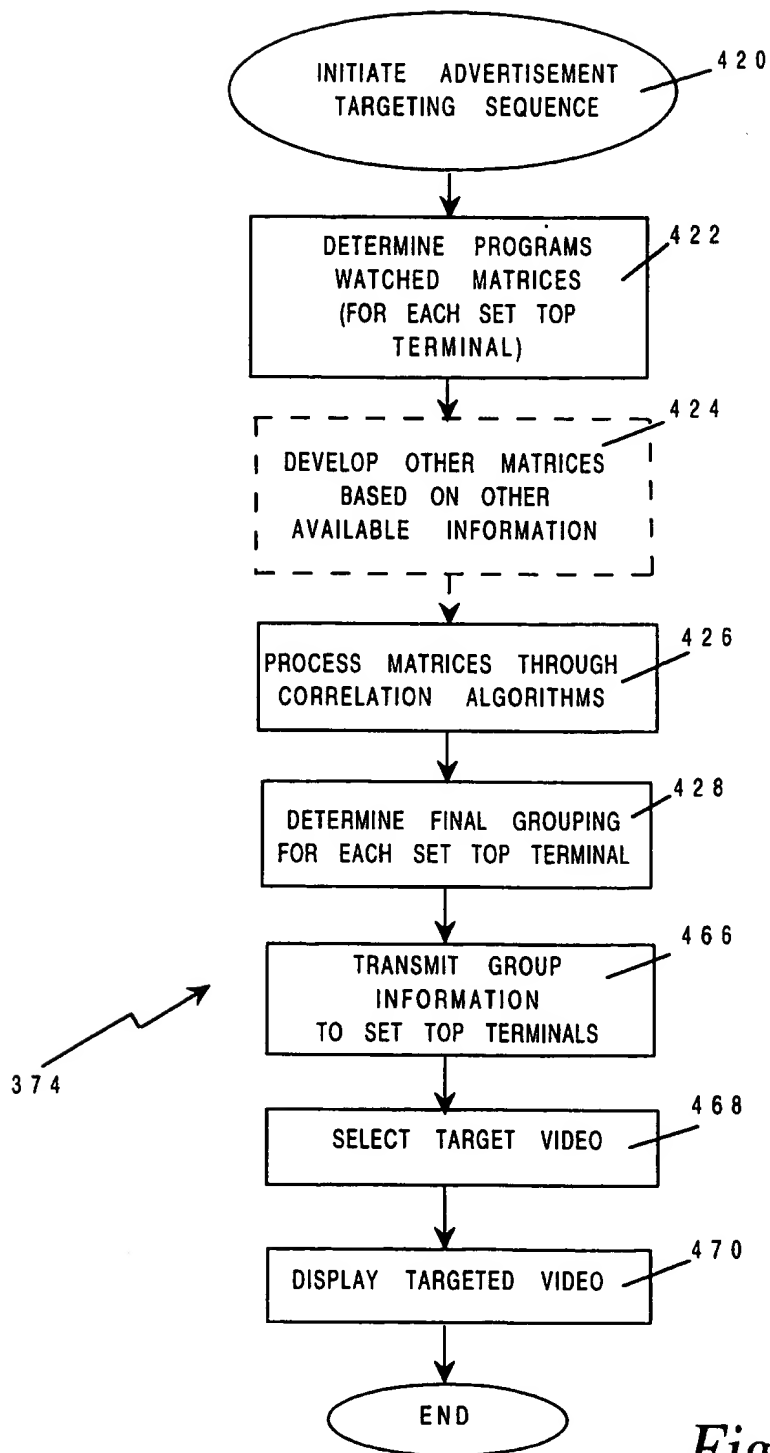 INITIATE ADVERTISEMENT
TARGETING SEQUENCE
420
DETERMINE PROGRAMS
WATCHED MATRICES
(FOR EACH SET TOP
TERMINAL)
422
DEVELOP OTHER MATRICES
BASED ON OTHER
AVAILABLE INFORMATION
424
PROCESS MATRICES THROUGH
CORRELATION ALGORITHMS
426
DETERMINE FINAL GROUPING
FOR EACH SET TOP TERMINAL
428
TRANSMIT GROUP
INFORMATION
TO SET TOP TERMINALS
466
374
SELECT TARGET VIDEO
468
DISPLAY TARGETED VIDEO
470
END
Fig